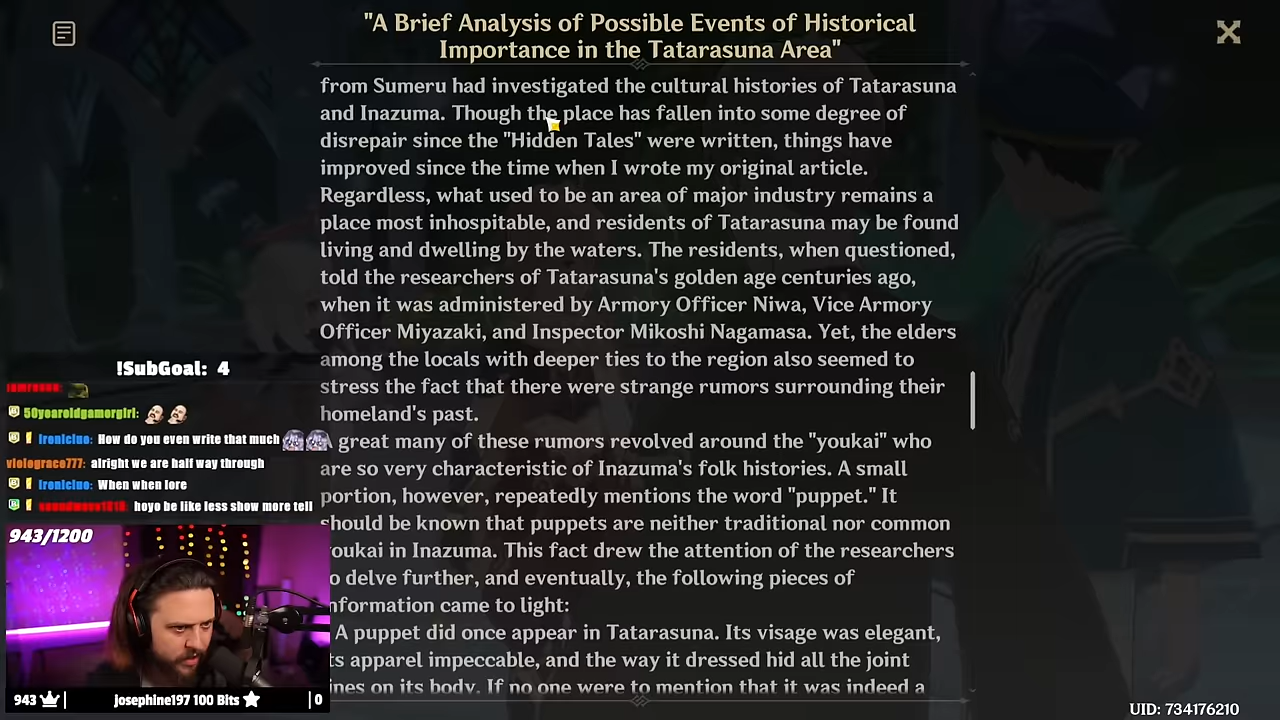 "A Brief Analysis of Possible Events of Historical
Importance in the Tatarasuna Area"
from Sumeru had investigated the cultural histories of Tatarasuna
and Inazuma. Though the place has fallen into some degree of
disrepair since the "Hidden Tales" were written, things have
improved since the time when I wrote my original article.
Regardless, what used to be an area of major industry remains a
place most inhospitable, and residents of Tatarasuna may be found
living and dwelling by the waters. The residents, when questioned,
told the researchers of Tatarasuna's golden age centuries ago,
when it was administered by Armory Officer Niwa, Vice Armory
Officer Miyazaki, and Inspector Mikoshi Nagamasa. Yet, the elders
among the locals with deeper ties to the region also seemed to
stress the fact that there were strange rumors surrounding their
homeland's past.
A great many of these rumors revolved around the "youkai" who
are so very characteristic of Inazuma's folk histories. A small
portion, however, repeatedly mentions the word "puppet." It
should be known that puppets are neither traditional nor common
youkai in Inazuma. This fact drew the attention of the researchers
to delve further, and eventually, the following pieces of
information came to light:
A puppet did once appear in Tatarasuna. Its visage was elegant,
its apparel impeccable, and the way it dressed hid all the joint
lines on its body. If no one were to mention that it was indeed a
!SubGoal: 4
50yearoldgamergirl:
Ironicluo: How do you even write that much
violograce777: alright we are half way through
Ironicluo: When when lore
hoyo be like less show more tell
943/1200
943
josephine197 100 Bits
0
UID: 734176210